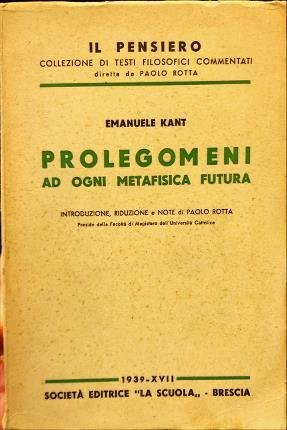 IL PENSIERO
COLLEZIONE DI TESTI FILOSOFICI COMMENTATI
diretta da PAOLO ROTTA
EMANUELE KANT
PROLEGOMENI
AD OGNI METAFISICA FUTURA
INTRODUZIONE, RIDUZIONE e NOTE di PAOLO ROTTA
Preside della Facoltà di Magistero dell'Università Cattolica
1939-XVII
SOCIETÀ EDITRICE "LA SCUOLA„ - BRESCIA